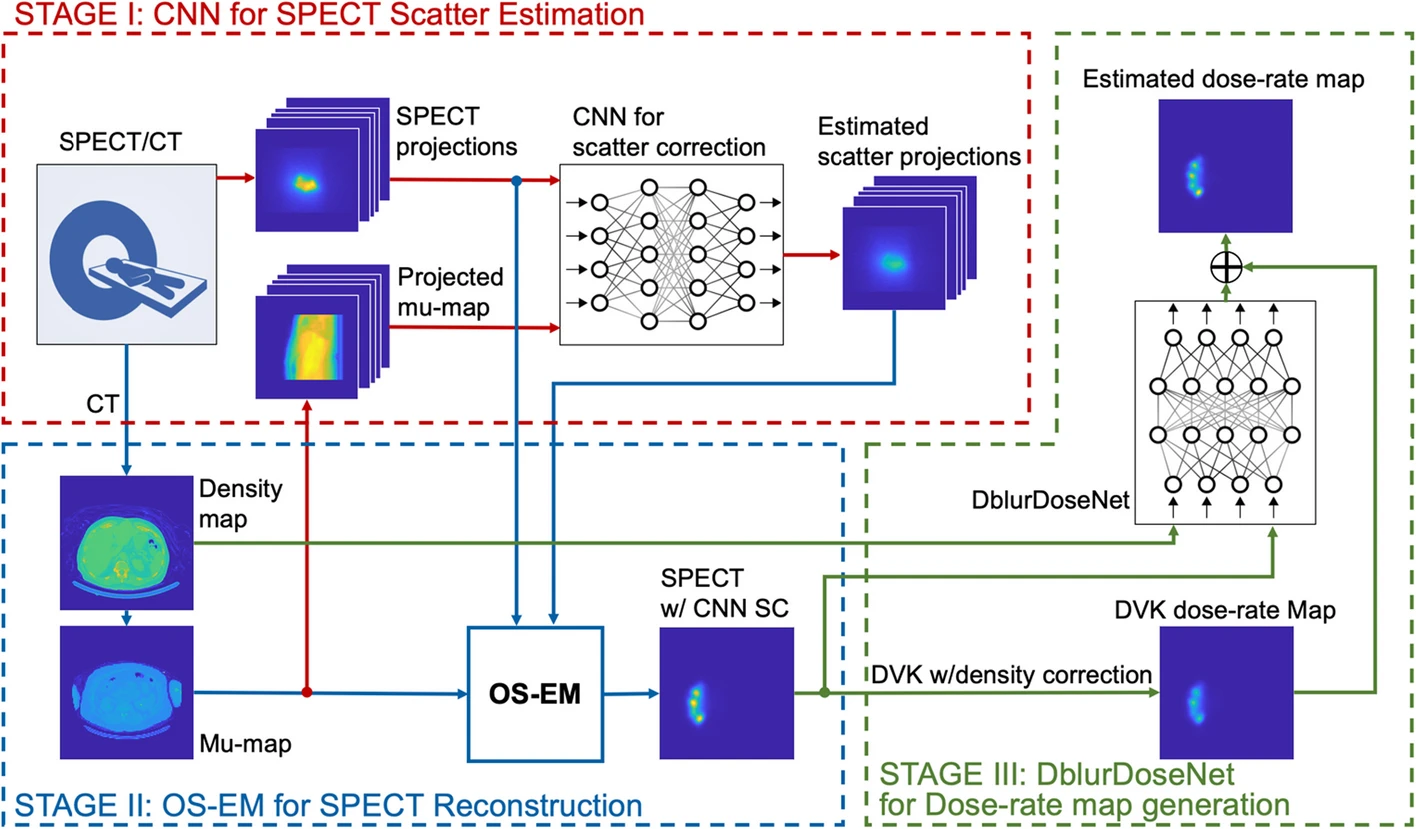 STAGE I: CNN for SPECT Scatter Estimation
SPECT/CT
SPECT
projections
CNN for
scatter correction
Estimated
scatter projections
Projected
mu-map
CT
Estimated dose-rate map
DblurDoseNet
Density
map
Mu-map
OS-EM
SPECT
w/ CNN SC
DVK w/density correction
DVK dose-rate Map
STAGE II: OS-EM for SPECT Reconstruction
STAGE III: DblurDoseNet
for Dose-rate map generation